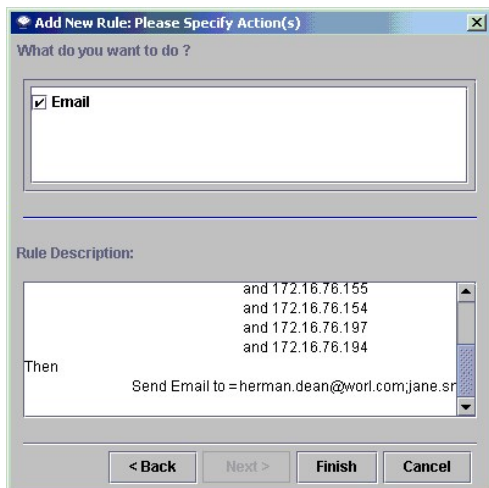 Add New Rule: Please Specify Action(s)
What do you want to do ?
Email
Rule Description:
and 172.16.76.155
and 172.16.76.154
and 172.16.76.197
and 172.16.76.194
Then
Send Email to =herman.dean@worl.com;jane.sr
< Back Next > Finish Cancel